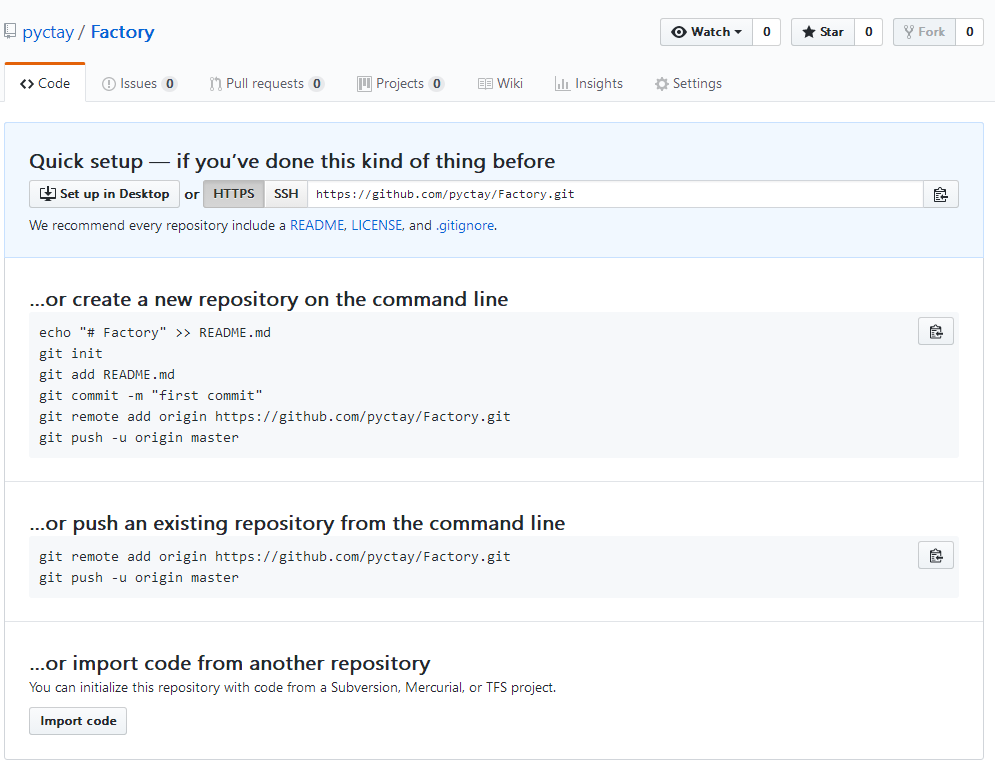 pyctay / Factory
Watch 0 Star 0 Fork 0
Code Issues 0 Pull requests 0 Projects 0 Wiki Insights Settings
Quick setup — if you’ve done this kind of thing before
Set up in Desktop or HTTPS SSH https://github.com/pyctay/Factory.git
We recommend every repository include a README, LICENSE, and .gitignore.
…or create a new repository on the command line
echo "# Factory" >> README.md
git init
git add README.md
git commit -m "first commit"
git remote add origin https://github.com/pyctay/Factory.git
git push -u origin master
…or push an existing repository from the command line
git remote add origin https://github.com/pyctay/Factory.git
git push -u origin master
…or import code from another repository
You can initialize this repository with code from a Subversion, Mercurial, or TFS project.
Import code